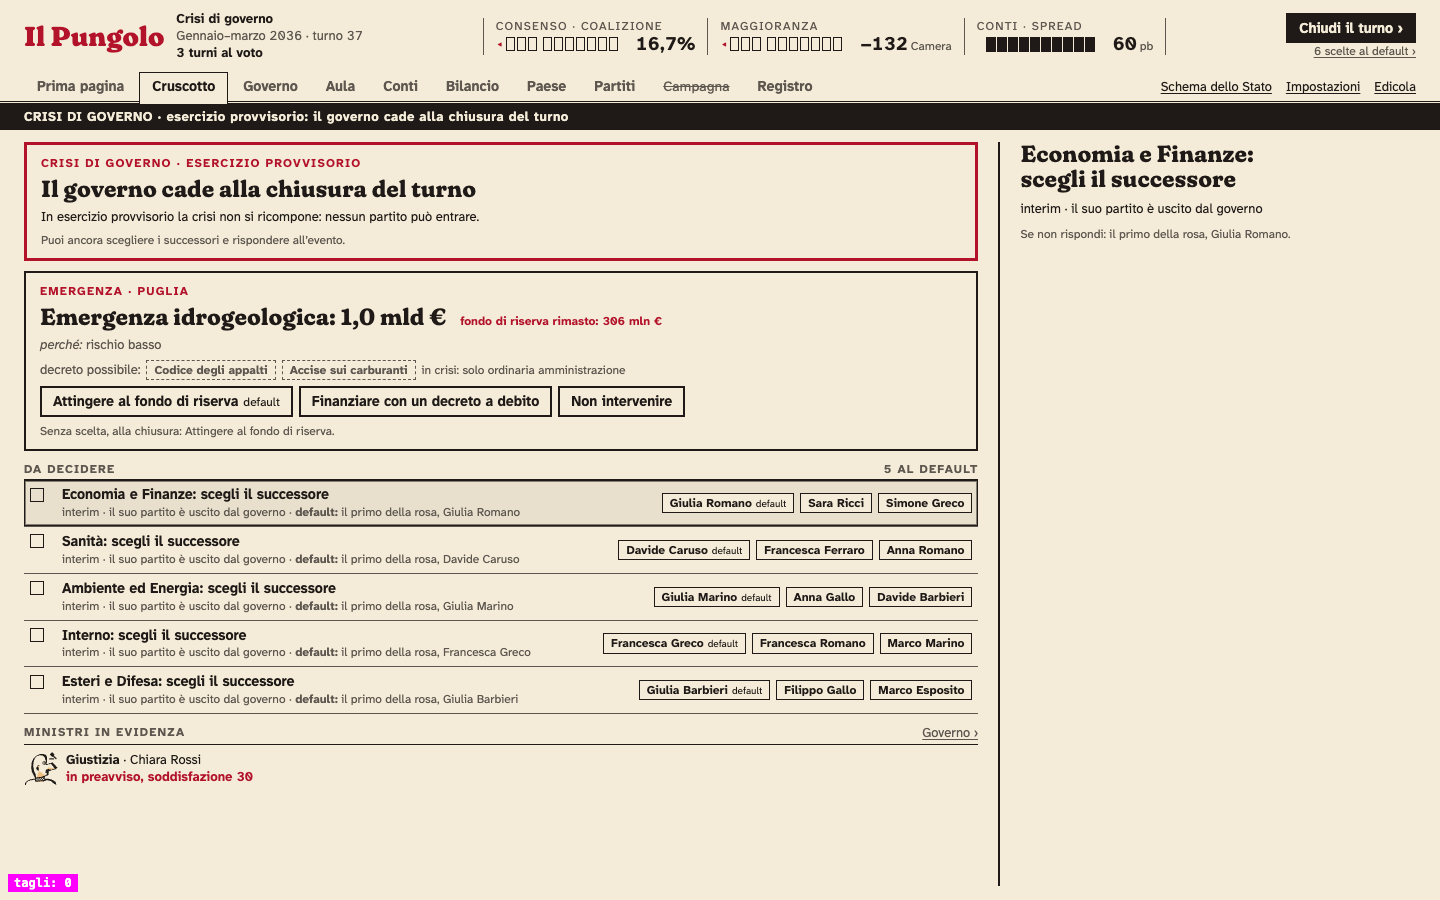 Il Pungolo
Crisi di governo
Gennaio–marzo 2036 · turno 37
3 turni al voto
CONSENSO · COALIZIONE
16,7%
MAGGIORANZA
−132 Camera
CONTI · SPREAD
60 pb
Chiudi il turno ›
6 scelte al default ›
Prima pagina
Cruscotto
Governo
Aula
Conti
Bilancio
Paese
Partiti
Campagna
Registro
Schema dello Stato
Impostazioni
Edicola
CRISI DI GOVERNO · esercizio provvisorio: il governo cade alla chiusura del turno
CRISI DI GOVERNO · ESERCIZIO PROVVISORIO
Il governo cade alla chiusura del turno
In esercizio provvisorio la crisi non si ricompone: nessun partito può entrare.
Puoi ancora scegliere i successori e rispondere all'evento.
EMERGENZA · PUGLIA
Emergenza idrogeologica: 1,0 mld € fondo di riserva rimasto: 306 mln €
perché: rischio basso
decreto possibile: Codice degli appalti Accise sui carburanti in crisi: solo ordinaria amministrazione
Attingere al fondo di riserva default
Finanziare con un decreto a debito
Non intervenire
Senza scelta, alla chiusura: Attingere al fondo di riserva.
DA DECIDERE
5 AL DEFAULT
Economia e Finanze: scegli il successore
interim · il suo partito è uscito dal governo · default: il primo della rosa, Giulia Romano
Giulia Romano default
Sara Ricci
Simone Greco
Sanità: scegli il successore
interim · il suo partito è uscito dal governo · default: il primo della rosa, Davide Caruso
Davide Caruso default
Francesca Ferraro
Anna Romano
Ambiente ed Energia: scegli il successore
interim · il suo partito è uscito dal governo · default: il primo della rosa, Giulia Marino
Giulia Marino default
Anna Gallo
Davide Barbieri
Interno: scegli il successore
interim · il suo partito è uscito dal governo · default: il primo della rosa, Francesca Greco
Francesca Greco default
Francesca Romano
Marco Marino
Esteri e Difesa: scegli il successore
interim · il suo partito è uscito dal governo · default: il primo della rosa, Giulia Barbieri
Giulia Barbieri default
Filippo Gallo
Marco Esposito
MINISTRI IN EVIDENZA
Governo ›
Giustizia · Chiara Rossi
in preavviso, soddisfazione 30
Economia e Finanze:
scegli il successore
interim · il suo partito è uscito dal governo
Se non rispondi: il primo della rosa, Giulia Romano.
tagli: 0